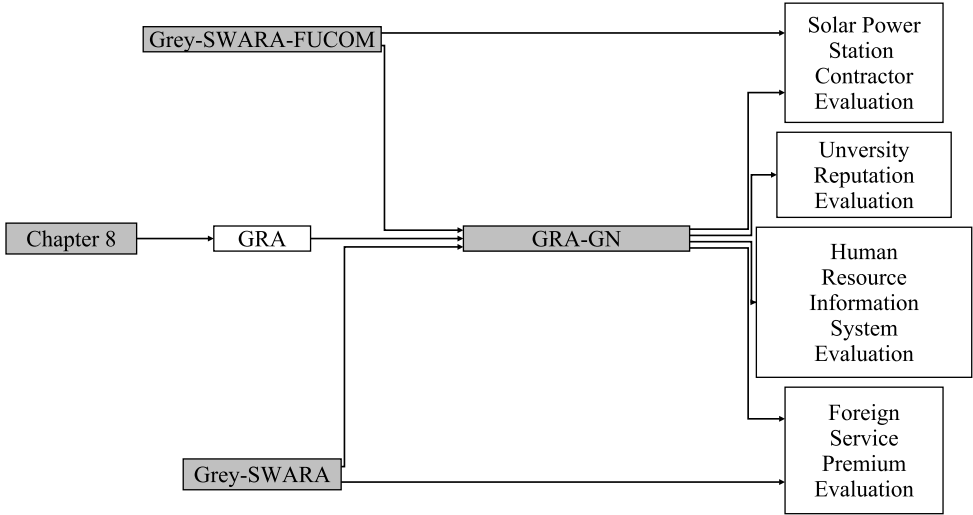 Grey-SWARA-FUCOM
Solar Power
Station
Contractor
Evaluation
Unversity
Reputation
Evaluation
Chapter 8
GRA
GRA-GN
Human
Resource
Information
System
Evaluation
Grey-SWARA
Foreign
Service
Premium
Evaluation